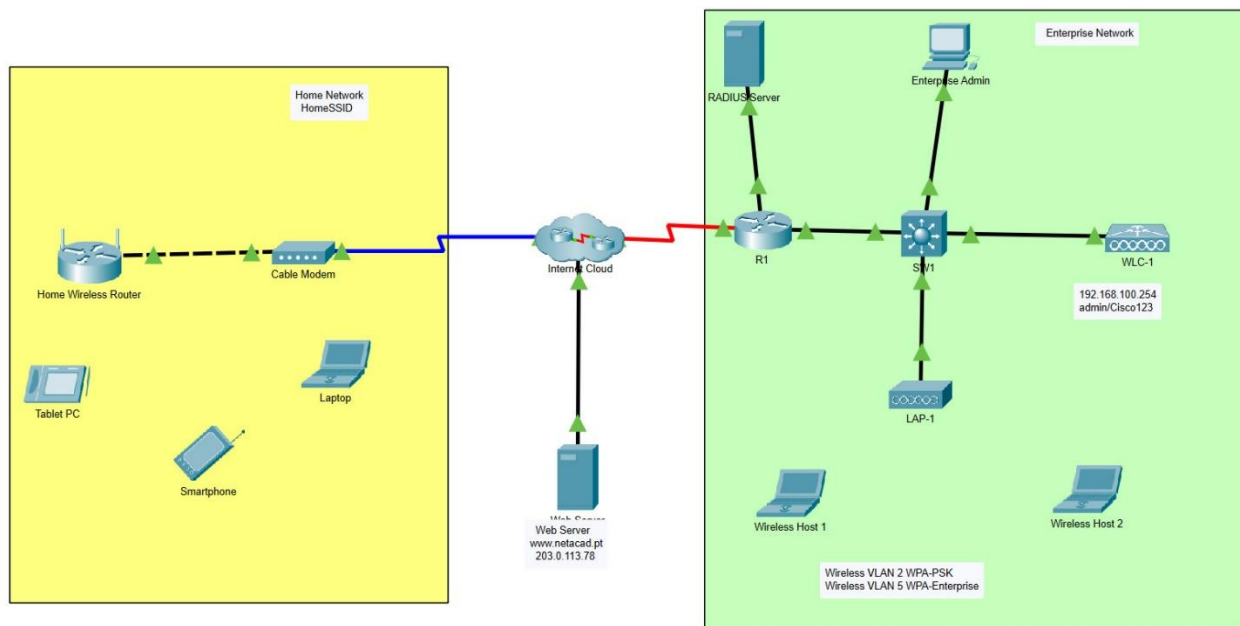 Enterprise Network
Enterprise Admin
RADIUS Server
Home Network
HomeSSID
Home Wireless Router
Cable Modem
Internet Cloud
R1
SW1
WLC-1
192.168.100.254
admin/Cisco123
Tablet PC
Laptop
Smartphone
LAP-1
Web Server
Web Server
www.netacad.pt
203.0.113.78
Wireless Host 1
Wireless Host 2
Wireless VLAN 2 WPA-PSK
Wireless VLAN 5 WPA-Enterprise